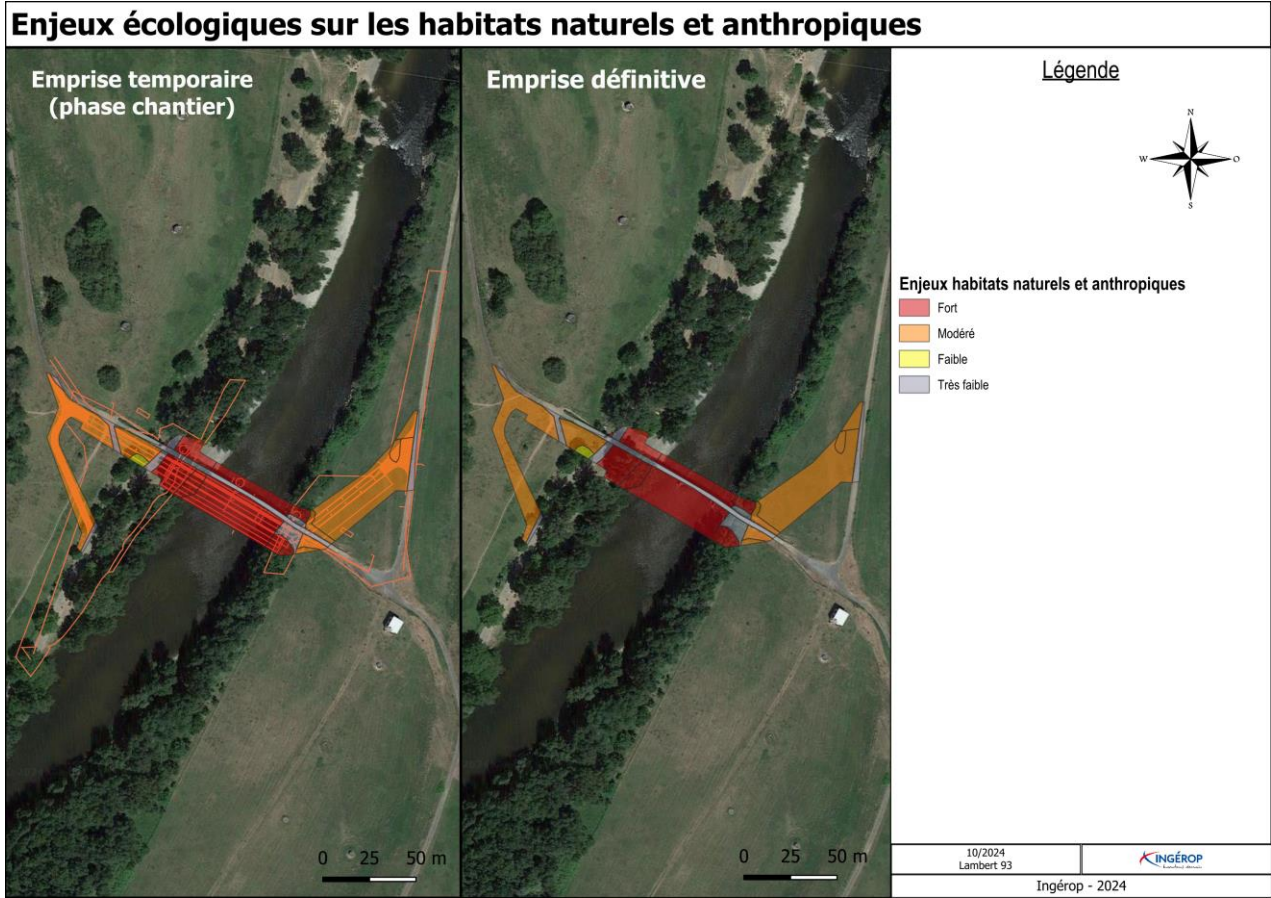 Enjeux écologiques sur les habitats naturels et anthropiques
Emprise temporaire
(phase chantier)
Emprise définitive
0 25 50 m
0 25 50 m
Légende
N
W O
S
Enjeux habitats naturels et anthropiques
Fort
Modéré
Faible
Très faible
10/2024
Lambert 93
INGÉROP
Ingérop - 2024